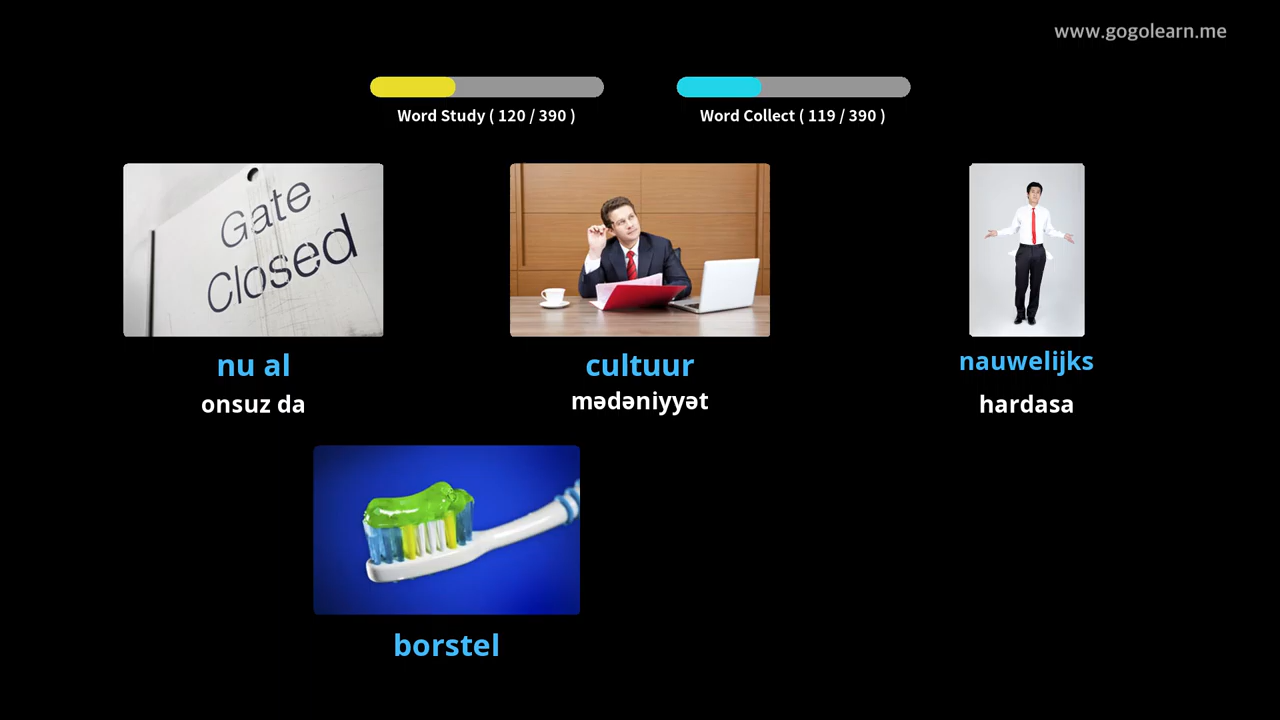 www.gogolearn.me
Word Study ( 120 / 390 )
Word Collect ( 119 / 390 )
Gate
Closed
nu al
cultuur
nauwelijks
onsuz da
mədəniyyət
hardasa
borstel